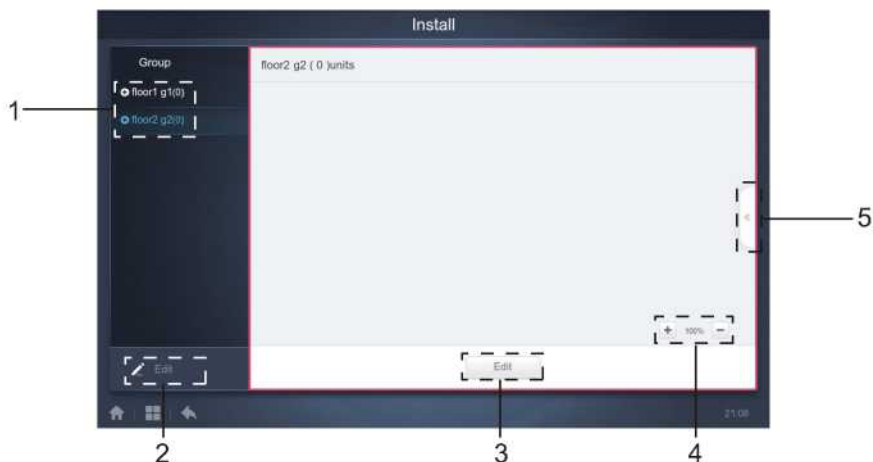 Install
Group
floor2 g2 ( 0 )units
floor1 g1(0)
floor2 g2(0)
1
5
+ 100% −
Edit
Edit
21:08
2
3
4